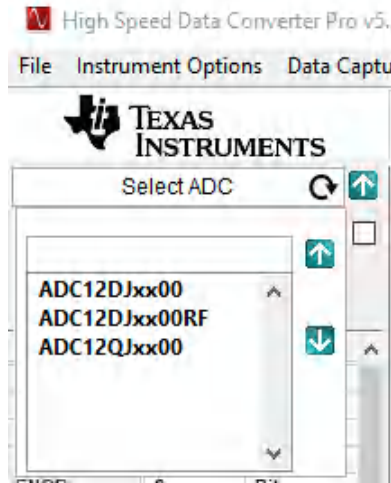 High Speed Data Converter Pro v5.
File Instrument Options Data Captu
TEXAS
INSTRUMENTS
Select ADC
ADC12DJxx00
ADC12DJxx00RF
ADC12QJxx00